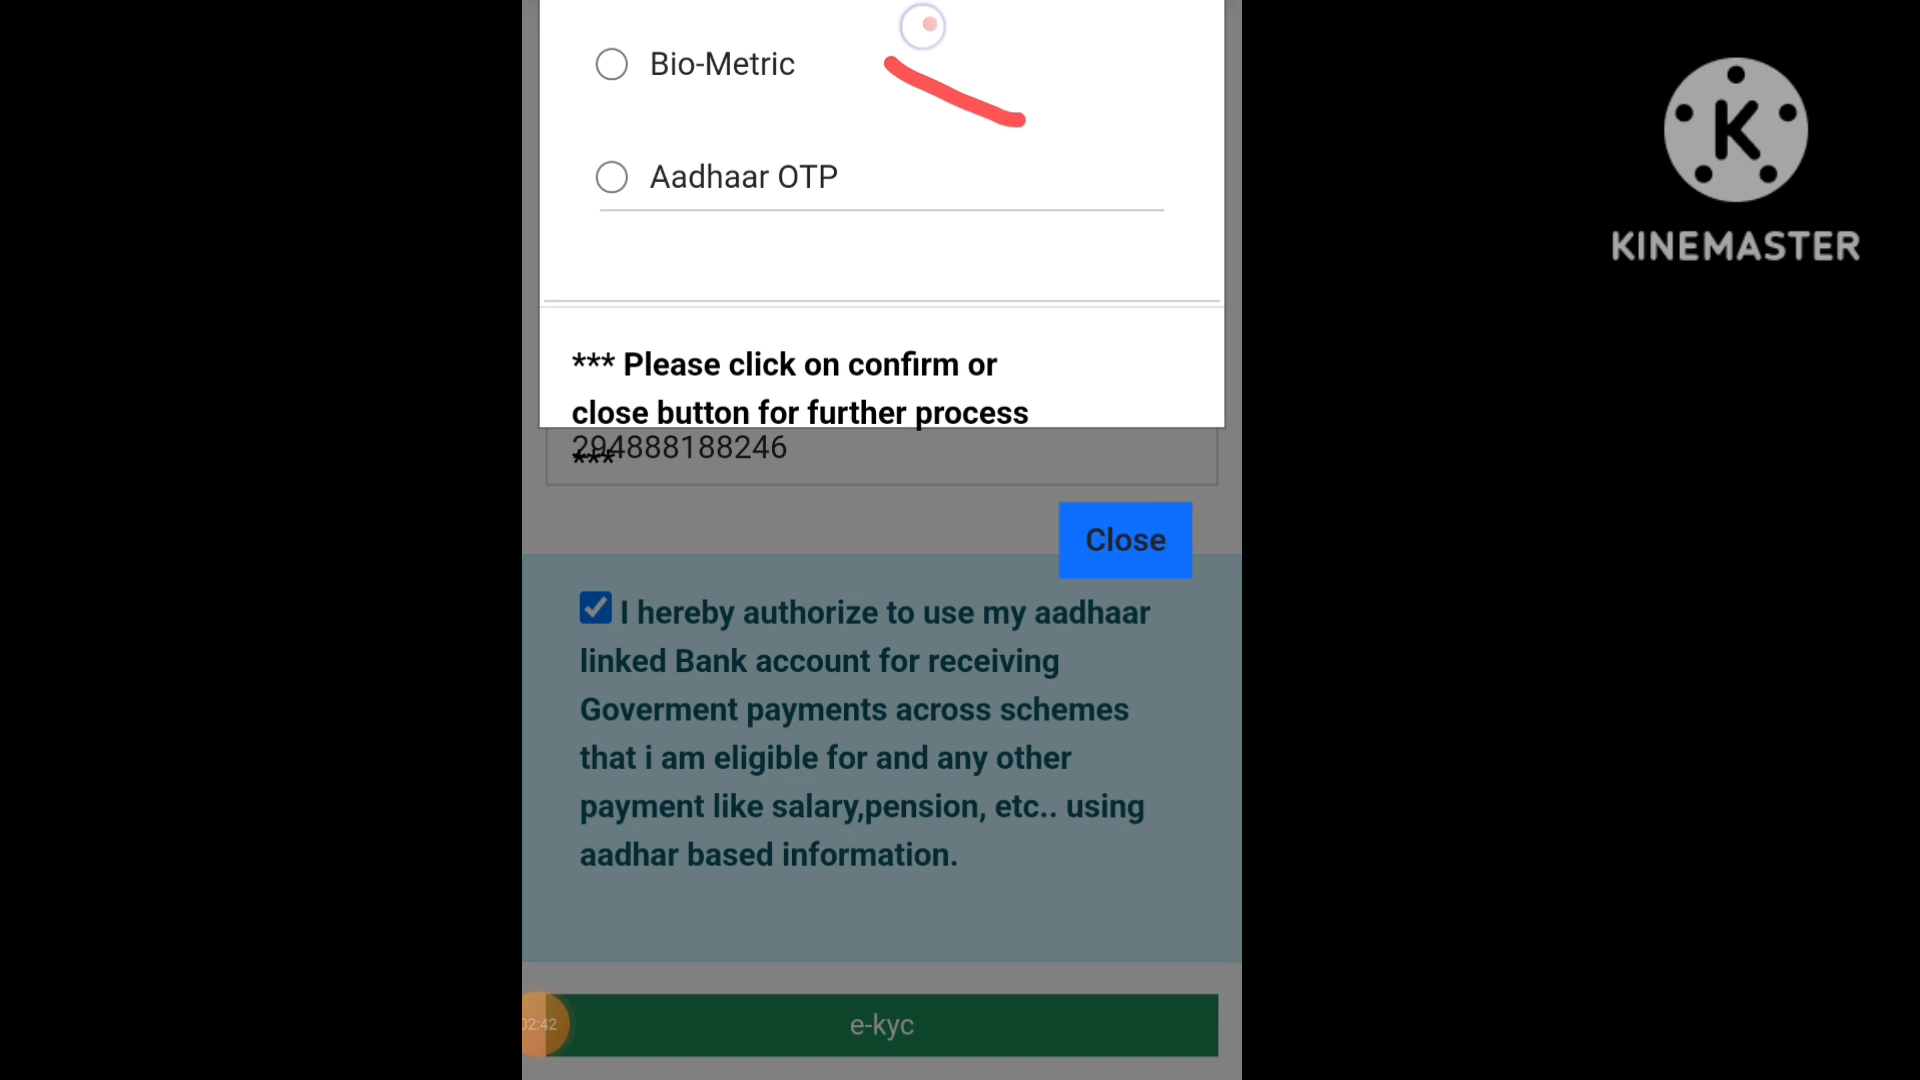 Bio-Metric
Aadhaar OTP
*** Please click on confirm or
close button for further process
***
294888188246
Close
I hereby authorize to use my aadhaar
linked Bank account for receiving
Goverment payments across schemes
that i am eligible for and any other
payment like salary,pension, etc.. using
aadhar based information.
02:42
e-kyc
K
KINEMASTER